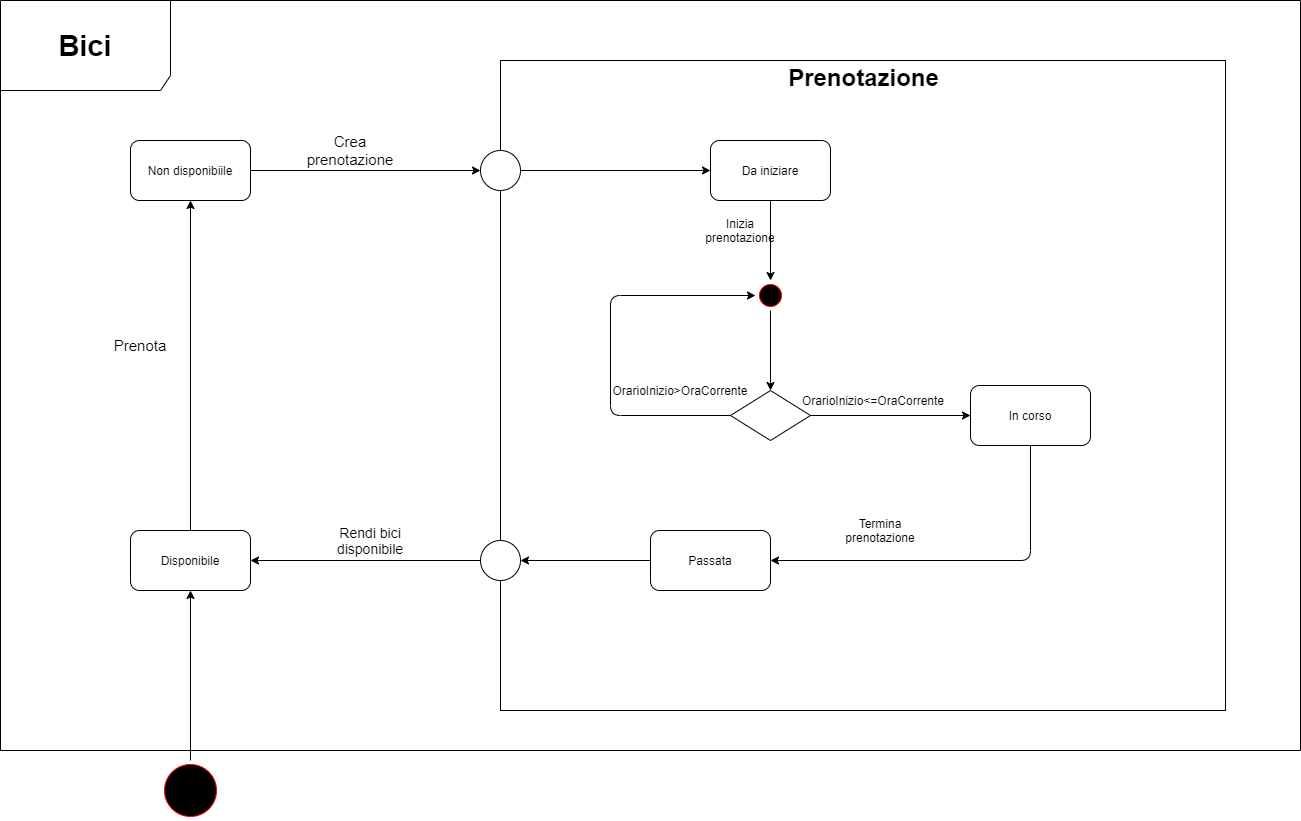 Bici
Prenotazione
Crea
prenotazione
Non disponibiile
Da iniziare
Inizia
prenotazione
Prenota
OrarioInizio>OraCorrente
OrarioInizio<=OraCorrente
In corso
Termina
prenotazione
Rendi bici
disponibile
Disponibile
Passata